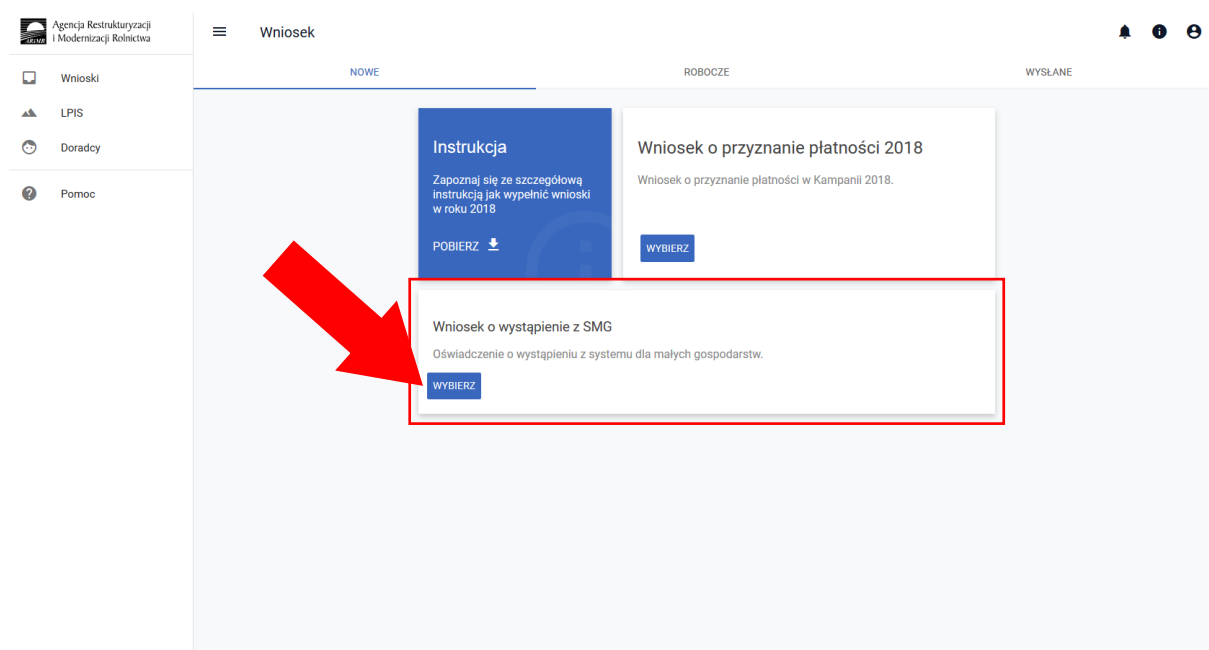 Agencja Restrukturyzacji
i Modernizacji Rolnictwa
ARiMR
Wniosek
Wnioski
LPIS
Doradcy
Pomoc
NOWE
ROBOCZE
WYSŁANE
Instrukcja
Zapoznaj się ze szczegółową
instrukcją jak wypełnić wnioski
w roku 2018
POBIERZ
Wniosek o przyznanie płatności 2018
Wniosek o przyznanie płatności w Kampanii 2018.
WYBIERZ
Wniosek o wystąpienie z SMG
Oświadczenie o wystąpieniu z systemu dla małych gospodarstw.
WYBIERZ